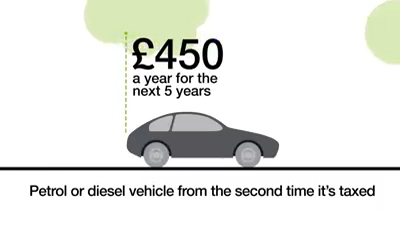 £450
a year for the
next 5 years
Petrol or diesel vehicle from the second time it's taxed